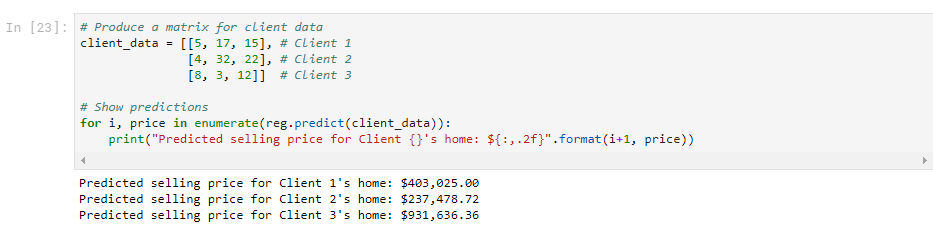 In [23]:
# Produce a matrix for client data
client_data = [[5, 17, 15], # Client 1
               [4, 32, 22], # Client 2
               [8, 3, 12]]  # Client 3

# Show predictions
for i, price in enumerate(reg.predict(client_data)):
    print("Predicted selling price for Client {}'s home: ${:,.2f}".format(i+1, price))
Predicted selling price for Client 1's home: $403,025.00
Predicted selling price for Client 2's home: $237,478.72
Predicted selling price for Client 3's home: $931,636.36